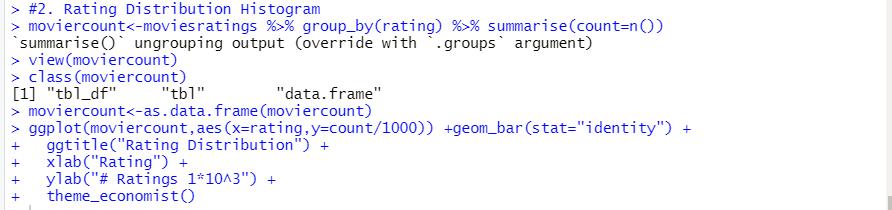 > #2. Rating Distribution Histogram
> moviercount<-moviesratings %>% group_by(rating) %>% summarise(count=n())
`summarise()` ungrouping output (override with `.groups` argument)
> view(moviercount)
> class(moviercount)
[1] "tbl_df"     "tbl"        "data.frame"
> moviercount<-as.data.frame(moviercount)
> ggplot(moviercount,aes(x=rating,y=count/1000)) +geom_bar(stat="identity") +
+   ggtitle("Rating Distribution") +
+   xlab("Rating") +
+   ylab("# Ratings 1*10^3") +
+   theme_economist()